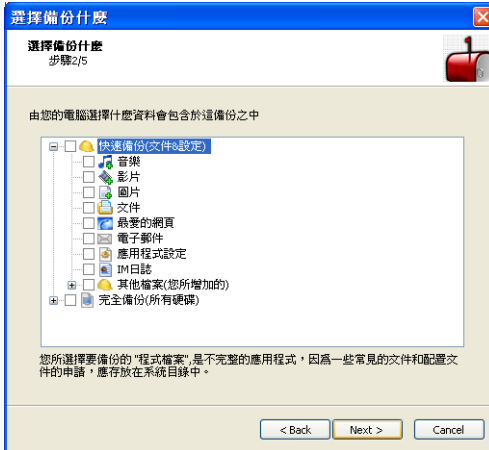 選擇備份什麼
選擇備份什麼
步驟2/5
由您的電腦選擇什麼資料會包含於這備份之中
快速備份(文件&設定)
音樂
影片
圖片
文件
最愛的網頁
電子郵件
應用程式設定
IM日誌
其他檔案(您所增加的)
完全備份(所有硬碟)
您所選擇要備份的 "程式檔案",是不完整的應用程式，因爲一些常見的文件和配置文
件的申請，應存放在系統目錄中。
< Back
Next >
Cancel